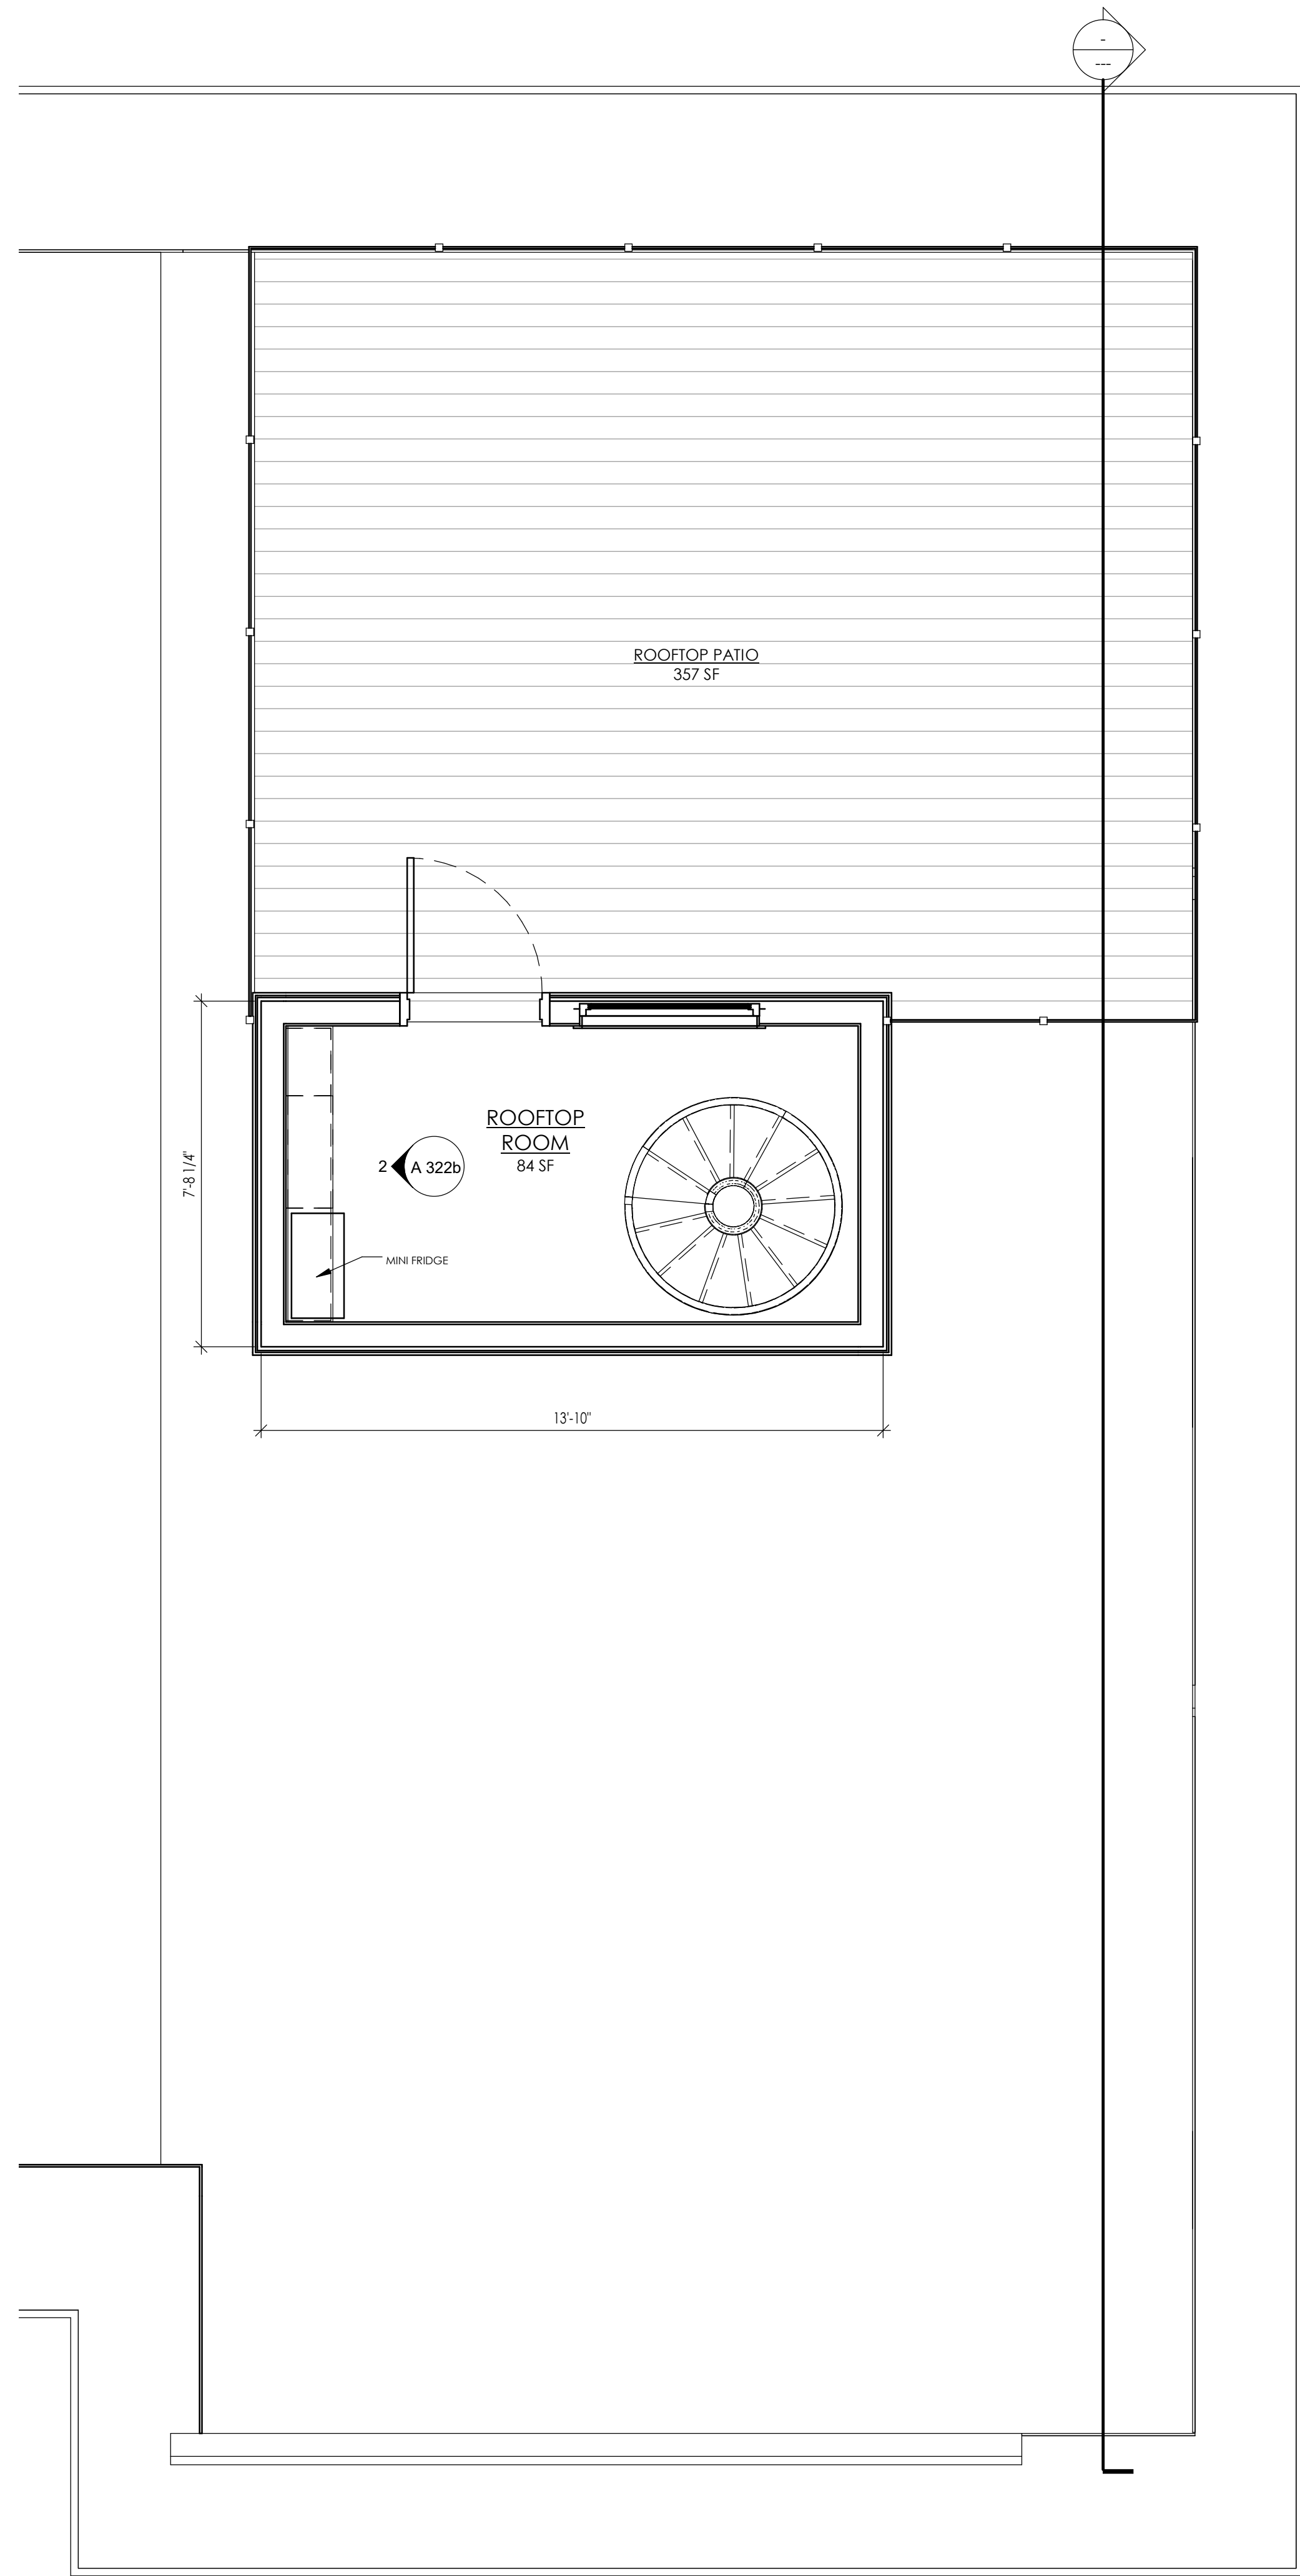 -
---
ROOFTOP PATIO
357 SF
ROOFTOP
ROOM
84 SF
2
A 322b
7'-8 1/4"
MINI FRIDGE
13'-10"